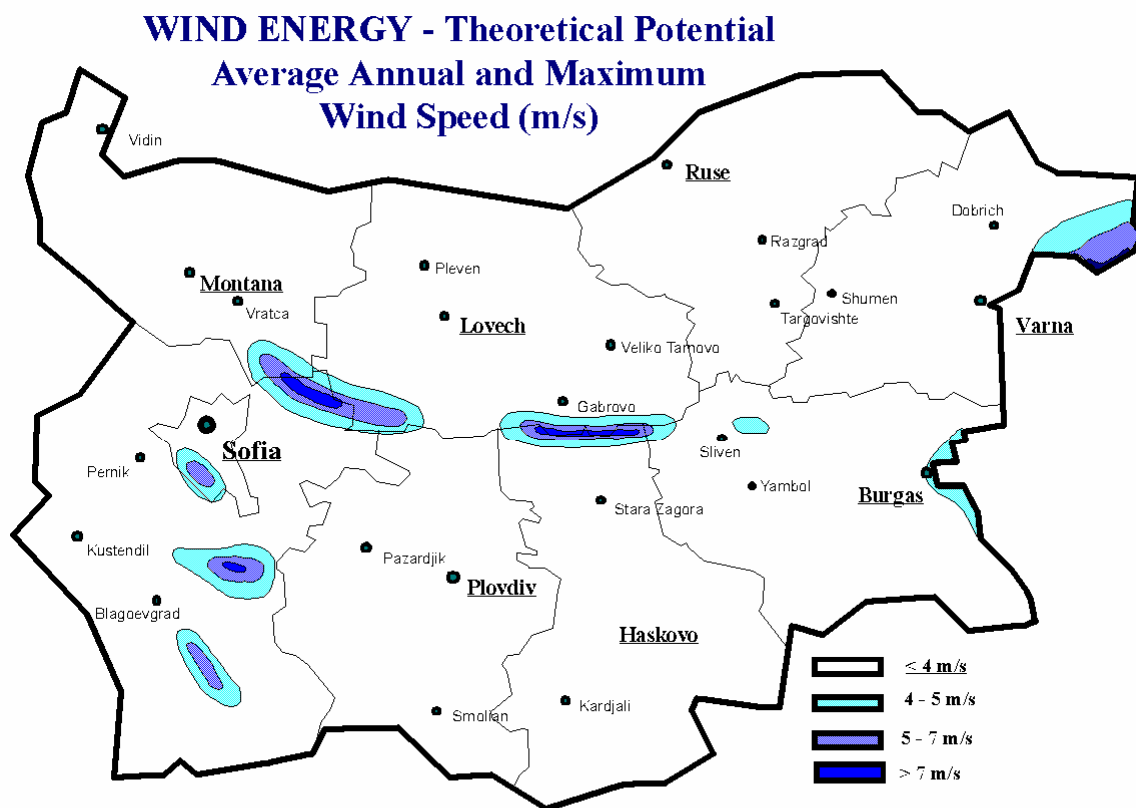 WIND ENERGY - Theoretical Potential
Average Annual and Maximum
Wind Speed (m/s)
Vidin
Ruse
Dobrich
Razgrad
Pleven
Montana
Vratca
Shumen
Targovishte
Lovech
Varna
Veliko Tarnovo
Gabrovo
Sofia
Sliven
Pernik
Yambol
Burgas
Stara Zagora
Kustendil
Pazardjik
Plovdiv
Blagoevgrad
Haskovo
Smolian
Kardjali
≤ 4 m/s
4 - 5 m/s
5 - 7 m/s
> 7 m/s